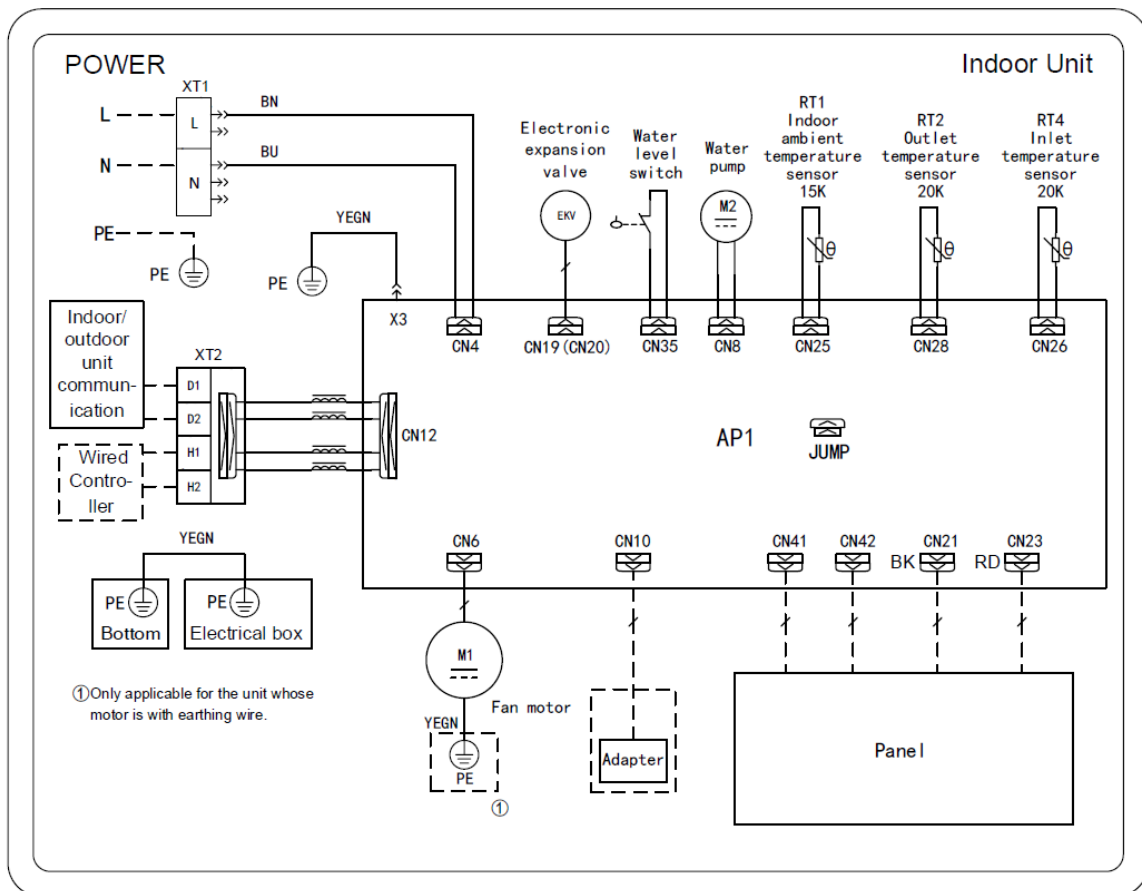 POWER
Indoor Unit
XT1
L
L
BN
N
N
BU
PE
PE
YEGN
PE
X3
Electronic
expansion
valve
EKV
Water
level
switch
Water
pump
M2
RT1
Indoor
ambient
temperature
sensor
15K
θ
RT2
Outlet
temperature
sensor
20K
θ
RT4
Inlet
temperature
sensor
20K
θ
CN4
CN19(CN20)
CN35
CN8
CN25
CN28
CN26
Indoor/
outdoor
unit
commun-
ication
XT2
D1
D2
H1
H2
Wired
Contro-
ller
CN12
AP1
JUMP
YEGN
PE
Bottom
PE
Electrical box
CN6
CN10
CN41
CN42
BK
CN21
RD
CN23
①Only applicable for the unit whose
motor is with earthing wire.
M1
Fan motor
YEGN
PE
①
Adapter
Panel